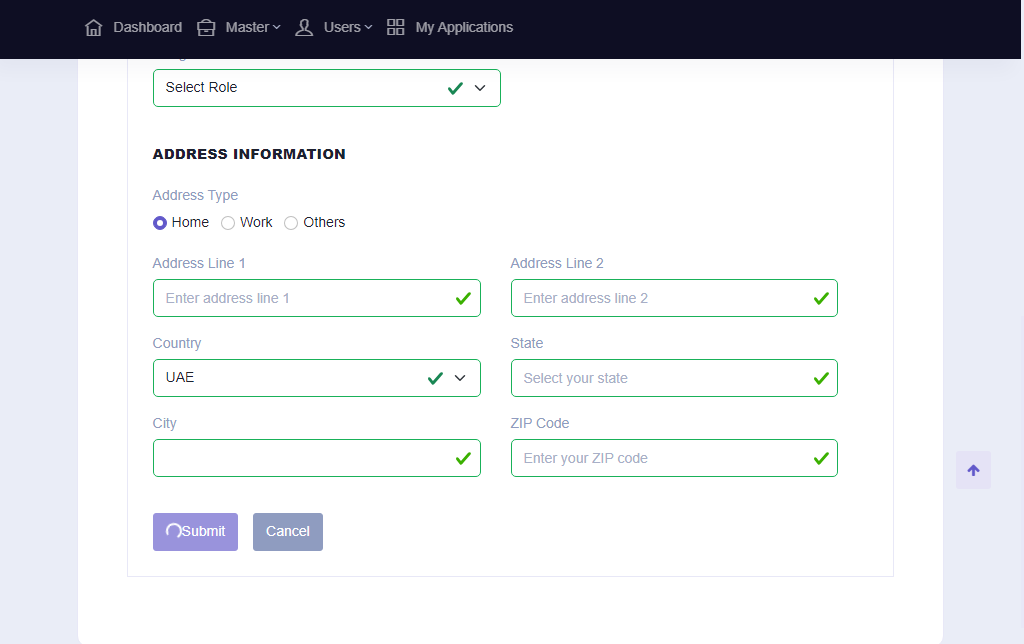 Dashboard Master Users My Applications
Select Role
ADDRESS INFORMATION
Address Type
Home Work Others
Address Line 1 Address Line 2
Enter address line 1 Enter address line 2
Country State
UAE Select your state
City ZIP Code
Enter your ZIP code
Submit Cancel